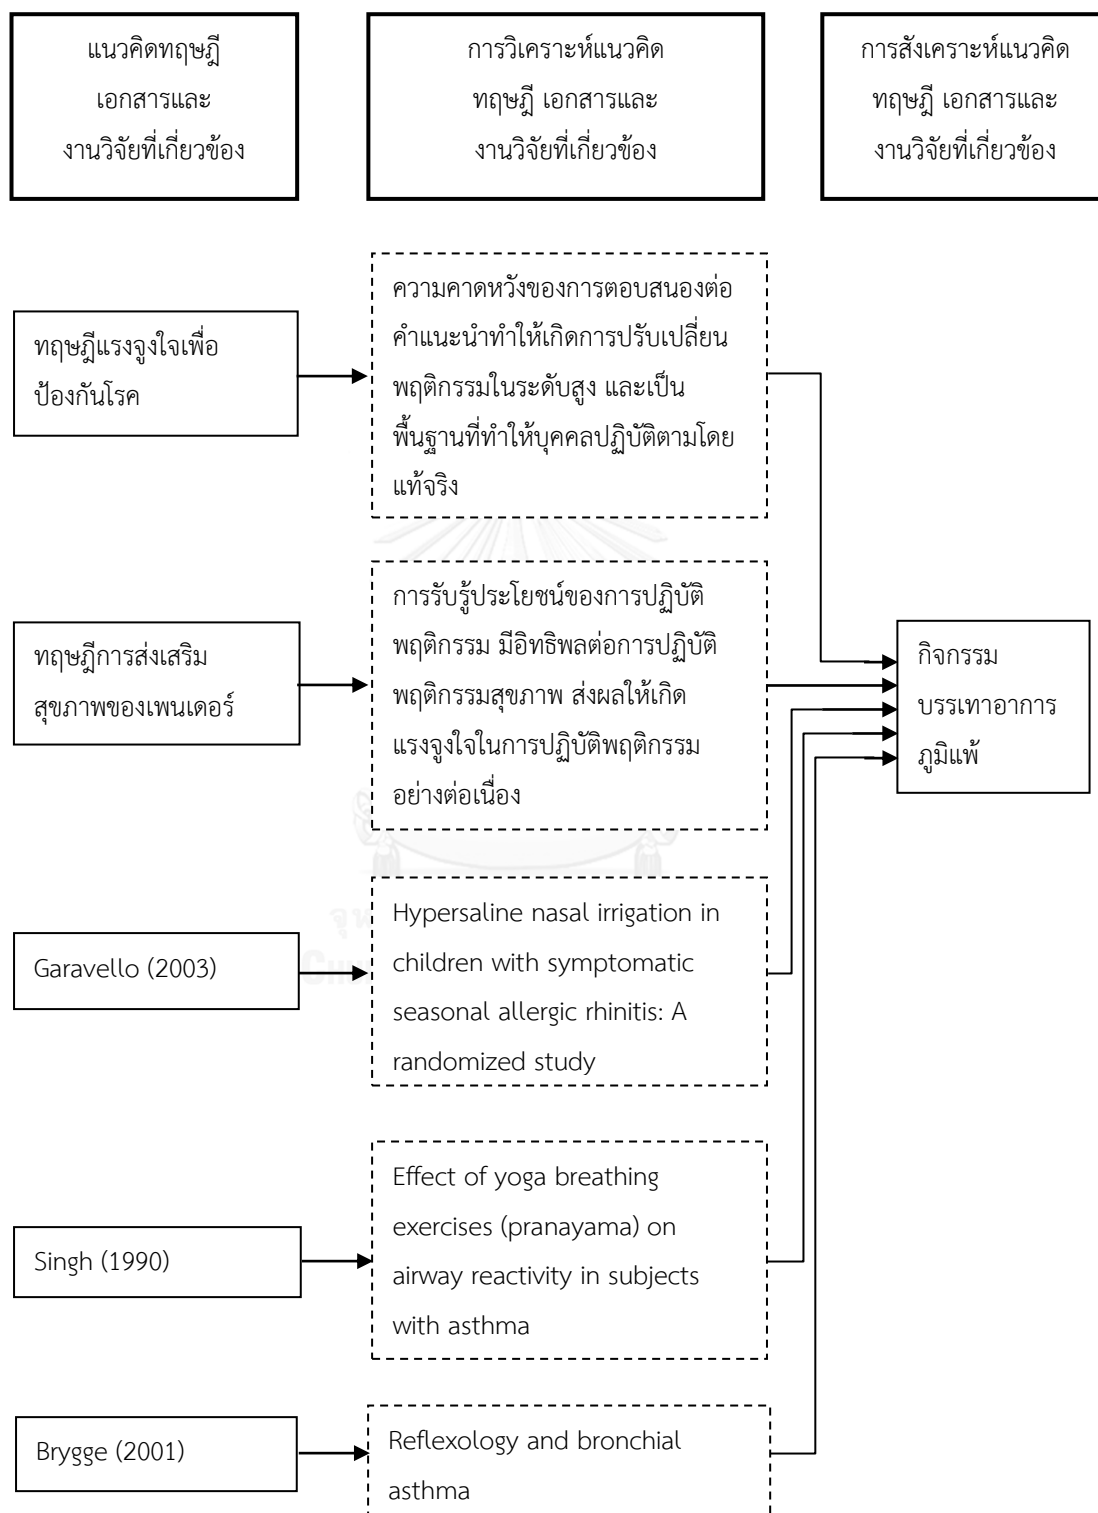 แนวคิดทฤษฎี
เอกสารและ
งานวิจัยที่เกี่ยวข้อง
การวิเคราะห์แนวคิด
ทฤษฎี เอกสารและ
งานวิจัยที่เกี่ยวข้อง
การสังเคราะห์แนวคิด
ทฤษฎี เอกสารและ
งานวิจัยที่เกี่ยวข้อง
ทฤษฎีแรงจูงใจเพื่อ
ป้องกันโรค
ความคาดหวังของการตอบสนองต่อ
คำแนะนำทำให้เกิดการปรับเปลี่ยน
พฤติกรรมในระดับสูง และเป็น
พื้นฐานที่ทำให้บุคคลปฏิบัติตามโดย
แท้จริง
ทฤษฎีการส่งเสริม
สุขภาพของเพนเดอร์
การรับรู้ประโยชน์ของการปฏิบัติ
พฤติกรรม มีอิทธิพลต่อการปฏิบัติ
พฤติกรรมสุขภาพ ส่งผลให้เกิด
แรงจูงใจในการปฏิบัติพฤติกรรม
อย่างต่อเนื่อง
กิจกรรม
บรรเทาอาการ
ภูมิแพ้
Garavello (2003)
Hypersaline nasal irrigation in
children with symptomatic
seasonal allergic rhinitis: A
randomized study
Singh (1990)
Effect of yoga breathing
exercises (pranayama) on
airway reactivity in subjects
with asthma
Brygge (2001)
Reflexology and bronchial
asthma